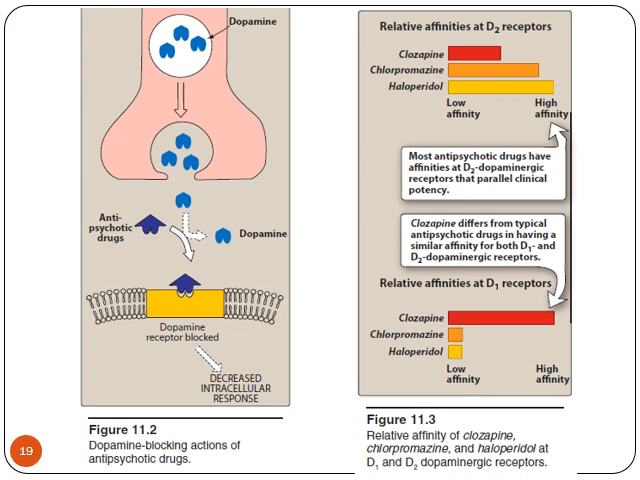 Dopamine
Anti-
psychotic
drugs
Dopamine
Dopamine
receptor blocked
DECREASED
INTRACELLULAR
RESPONSE
Figure 11.2
Dopamine-blocking actions of
antipsychotic drugs.
Relative affinities at D₂ receptors
Clozapine
Chlorpromazine
Haloperidol
Low
affinity
High
affinity
Most antipsychotic drugs have
affinities at D₂-dopaminergic
receptors that parallel clinical
potency.
Clozapine differs from typical
antipsychotic drugs in having a
similar affinity for both D₁- and
D₂-dopaminergic receptors.
Relative affinities at D₁ receptors
Clozapine
Chlorpromazine
Haloperidol
Low
affinity
High
affinity
Figure 11.3
Relative affinity of clozapine,
chlorpromazine, and haloperidol at
D₁ and D₂ dopaminergic receptors.
19